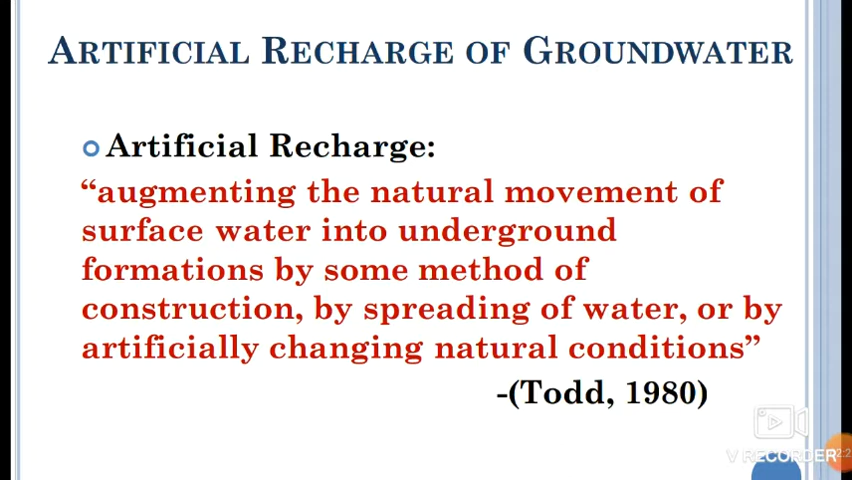 ARTIFICIAL RECHARGE OF GROUNDWATER
Artificial Recharge:
“augmenting the natural movement of
surface water into underground
formations by some method of
construction, by spreading of water, or by
artificially changing natural conditions”
-(Todd, 1980)
V RECORDER